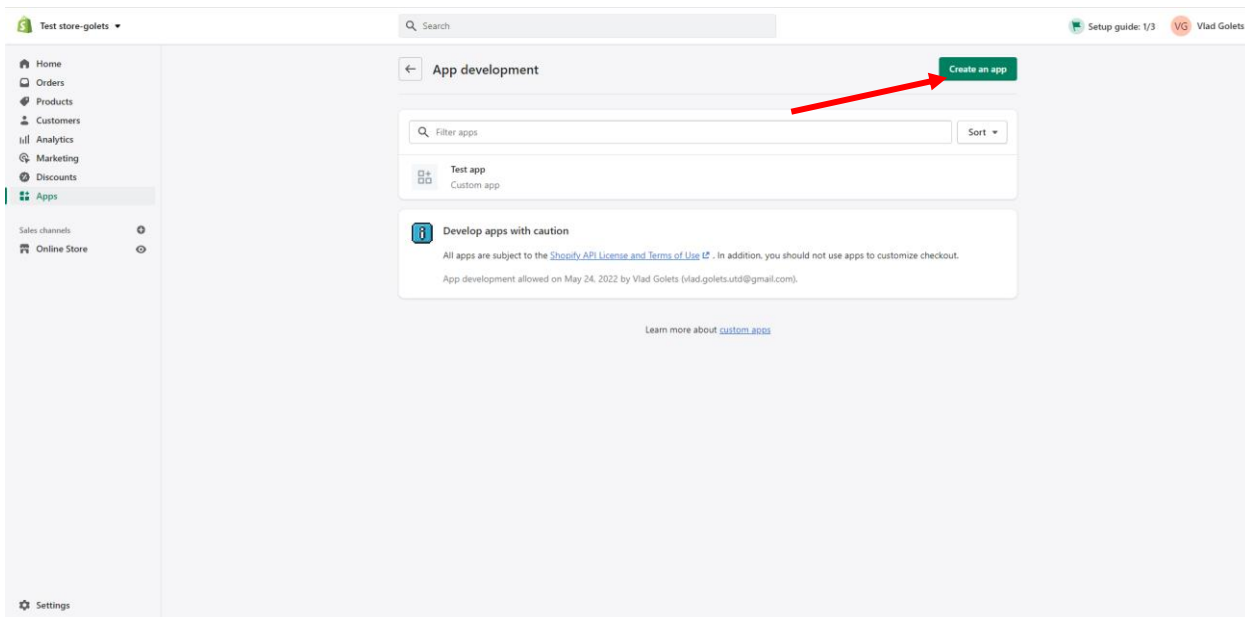 Test store-golets
Search
Setup guide: 1/3
VG Vlad Golets
Home
Orders
Products
Customers
Analytics
Marketing
Discounts
Apps
Sales channels
Online Store
Settings
App development
Create an app
Filter apps
Sort
Test app
Custom app
Develop apps with caution
All apps are subject to the Shopify API License and Terms of Use . In addition, you should not use apps to customize checkout.
App development allowed on May 24, 2022 by Vlad Golets (vlad.golets.utd@gmail.com).
Learn more about custom apps